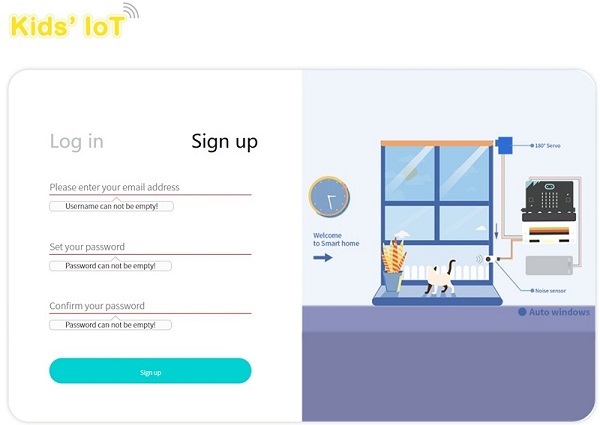 Kids' IoT
Log in
Sign up
Please enter your email address
Username can not be empty!
Set your password
Password can not be empty!
Confirm your password
Password can not be empty!
Sign up
180° Servo
Welcome
to Smart home
Noise sensor
Auto windows